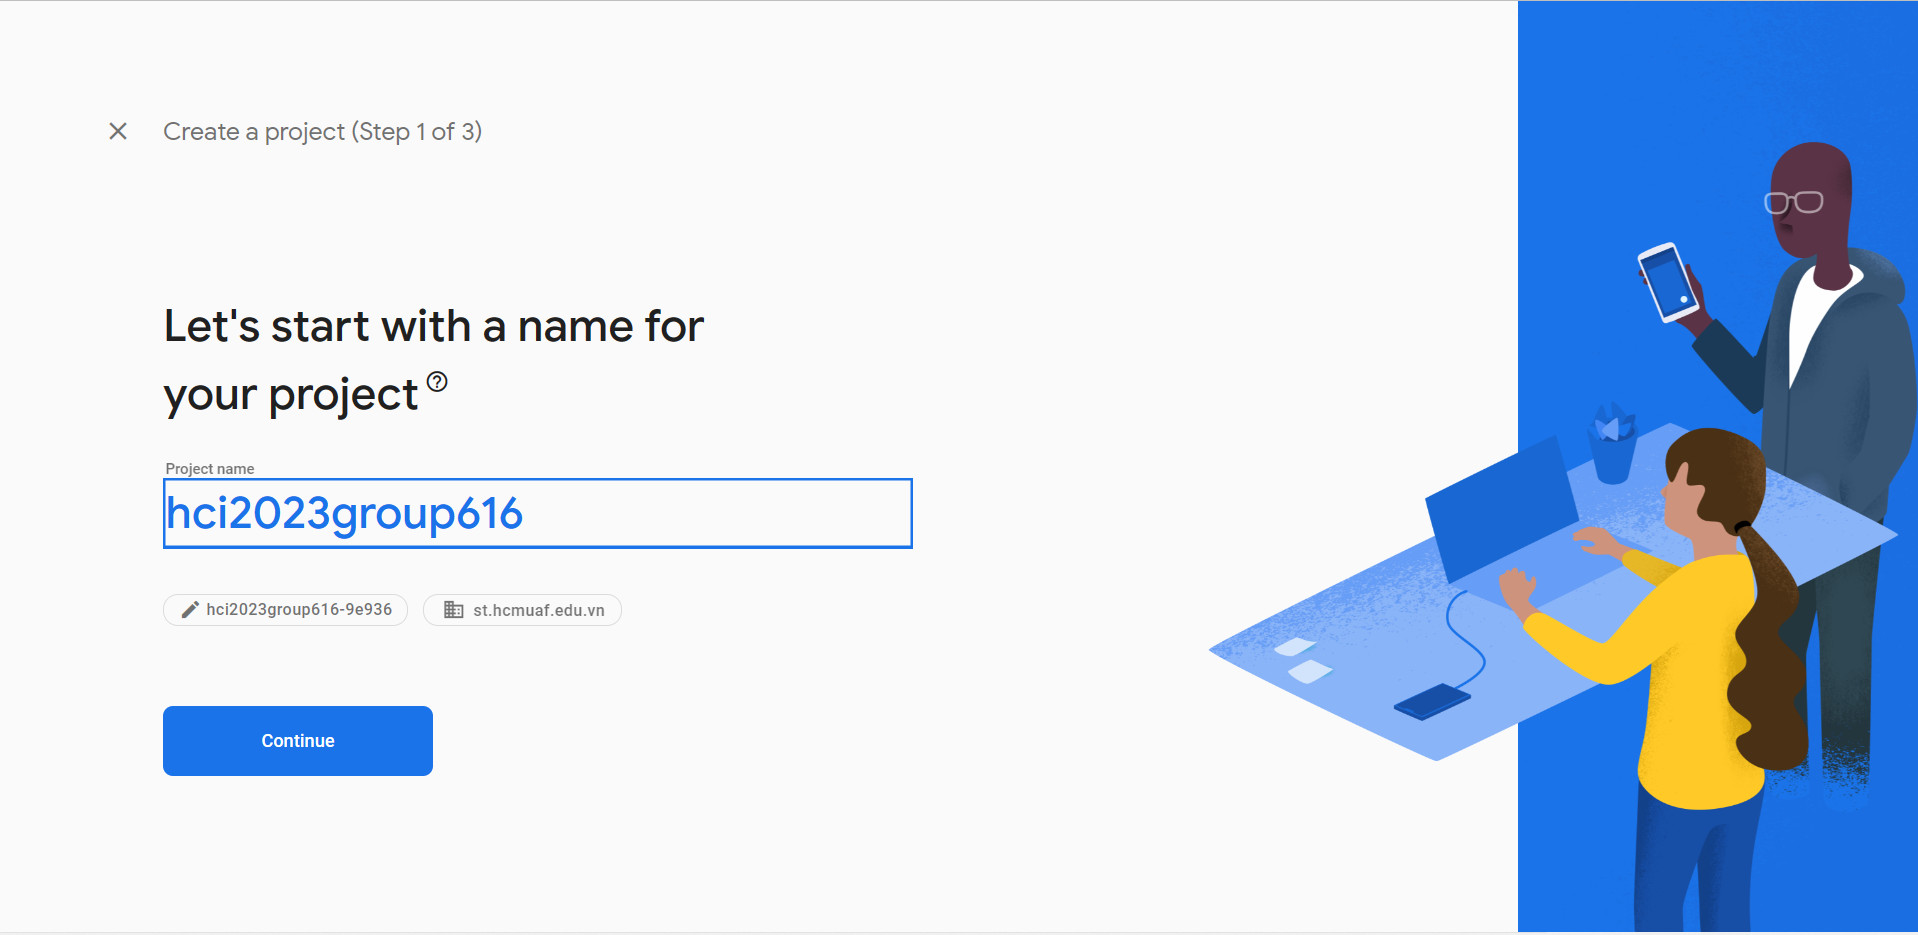 Create a project (Step 1 of 3)
Let's start with a name for
your project
Project name
hci2023group616
hci2023group616-9e936
st.hcmuaf.edu.vn
Continue